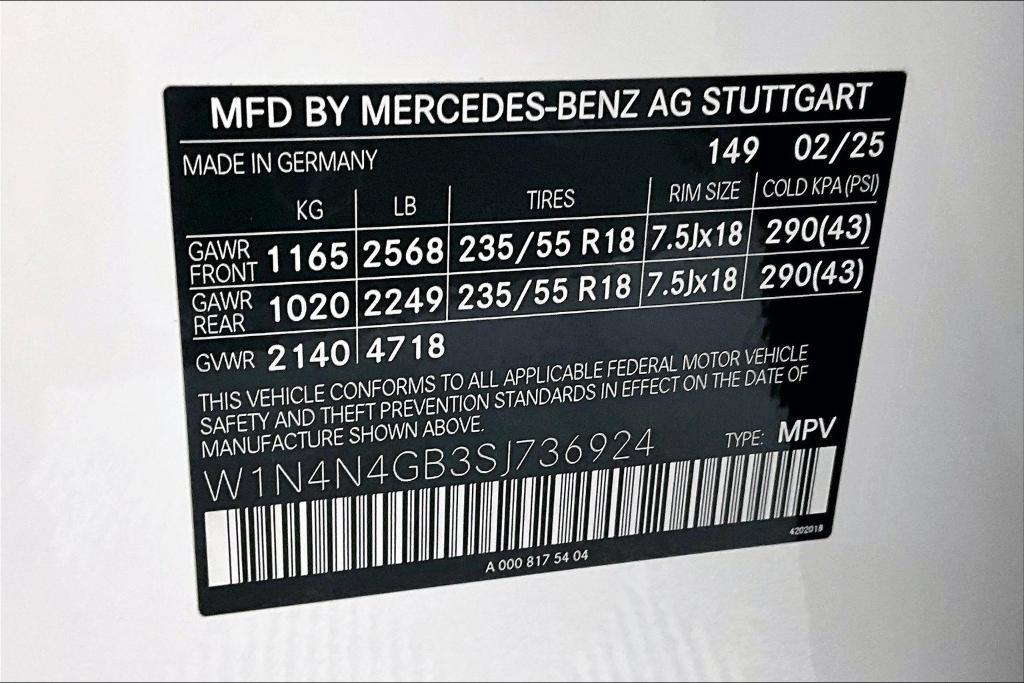 MFD BY MERCEDES-BENZ AG STUTTGART
MADE IN GERMANY 149 02/25
KG LB TIRES RIM SIZE COLD KPA (PSI)
GAWR FRONT 1165 2568 235/55 R18 7.5Jx18 290(43)
GAWR REAR 1020 2249 235/55 R18 7.5Jx18 290(43)
GVWR 2140 4718
THIS VEHICLE CONFORMS TO ALL APPLICABLE FEDERAL MOTOR VEHICLE
SAFETY AND THEFT PREVENTION STANDARDS IN EFFECT ON THE DATE OF
MANUFACTURE SHOWN ABOVE.
W1N4N4GB3SJ736924 TYPE: MPV
A 000 817 54 04
4202018